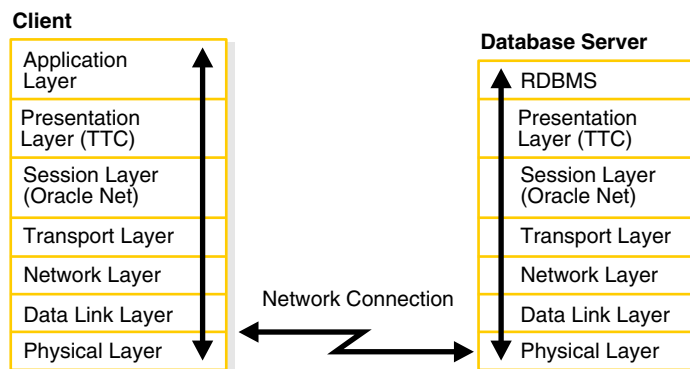 Client
Application
Layer
Presentation
Layer (TTC)
Session Layer
(Oracle Net)
Transport Layer
Network Layer
Data Link Layer
Physical Layer
Network Connection
Database Server
RDBMS
Presentation
Layer (TTC)
Session Layer
(Oracle Net)
Transport Layer
Network Layer
Data Link Layer
Physical Layer